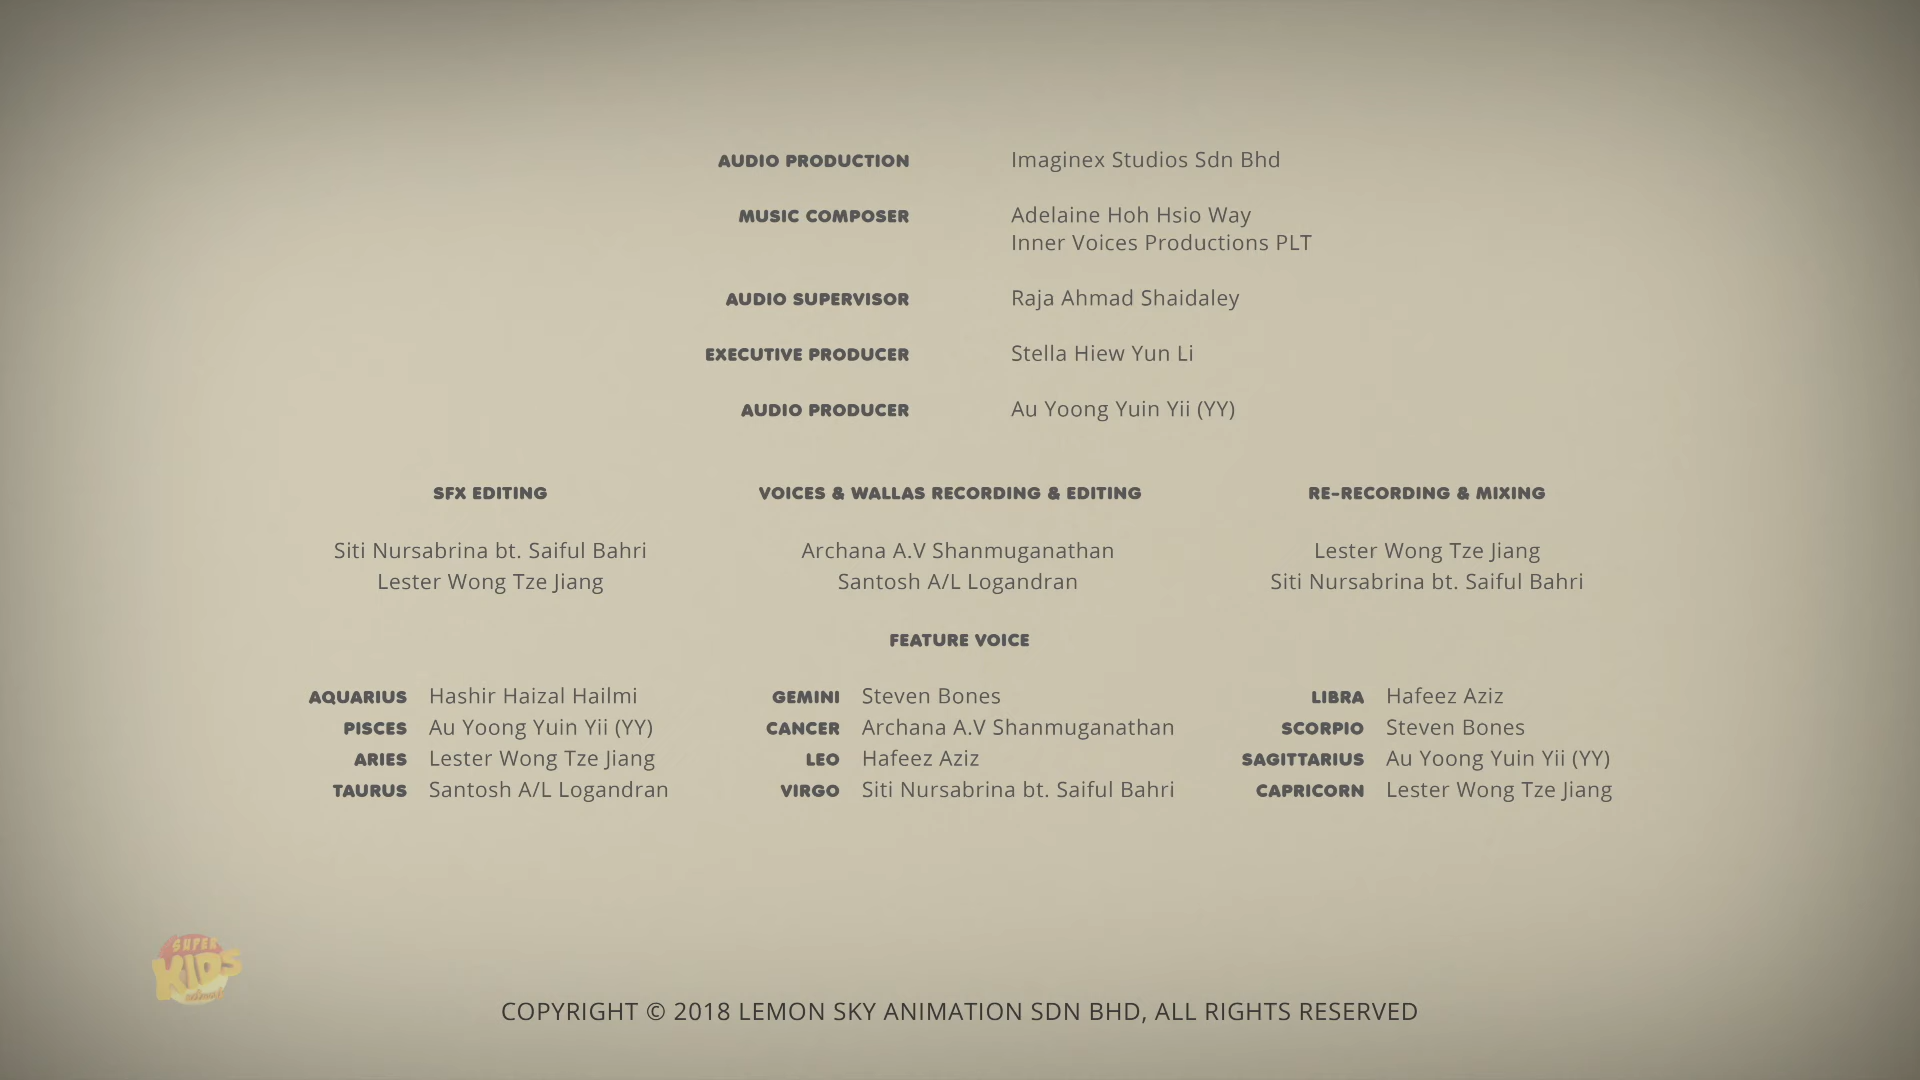 AUDIO PRODUCTION Imaginex Studios Sdn Bhd
MUSIC COMPOSER Adelaine Hoh Hsio Way
Inner Voices Productions PLT
AUDIO SUPERVISOR Raja Ahmad Shaidaley
EXECUTIVE PRODUCER Stella Hiew Yun Li
AUDIO PRODUCER Au Yoong Yuin Yii (YY)
SFX EDITING VOICES & WALLAS RECORDING & EDITING RE-RECORDING & MIXING
Siti Nursabrina bt. Saiful Bahri Archana A.V Shanmuganathan Lester Wong Tze Jiang
Lester Wong Tze Jiang Santosh A/L Logandran Siti Nursabrina bt. Saiful Bahri
FEATURE VOICE
AQUARIUS Hashir Haizal Hailmi GEMINI Steven Bones LIBRA Hafeez Aziz
PISCES Au Yoong Yuin Yii (YY) CANCER Archana A.V Shanmuganathan SCORPIO Steven Bones
ARIES Lester Wong Tze Jiang LEO Hafeez Aziz SAGITTARIUS Au Yoong Yuin Yii (YY)
TAURUS Santosh A/L Logandran VIRGO Siti Nursabrina bt. Saiful Bahri CAPRICORN Lester Wong Tze Jiang
SUPER
KIDS
COPYRIGHT © 2018 LEMON SKY ANIMATION SDN BHD, ALL RIGHTS RESERVED